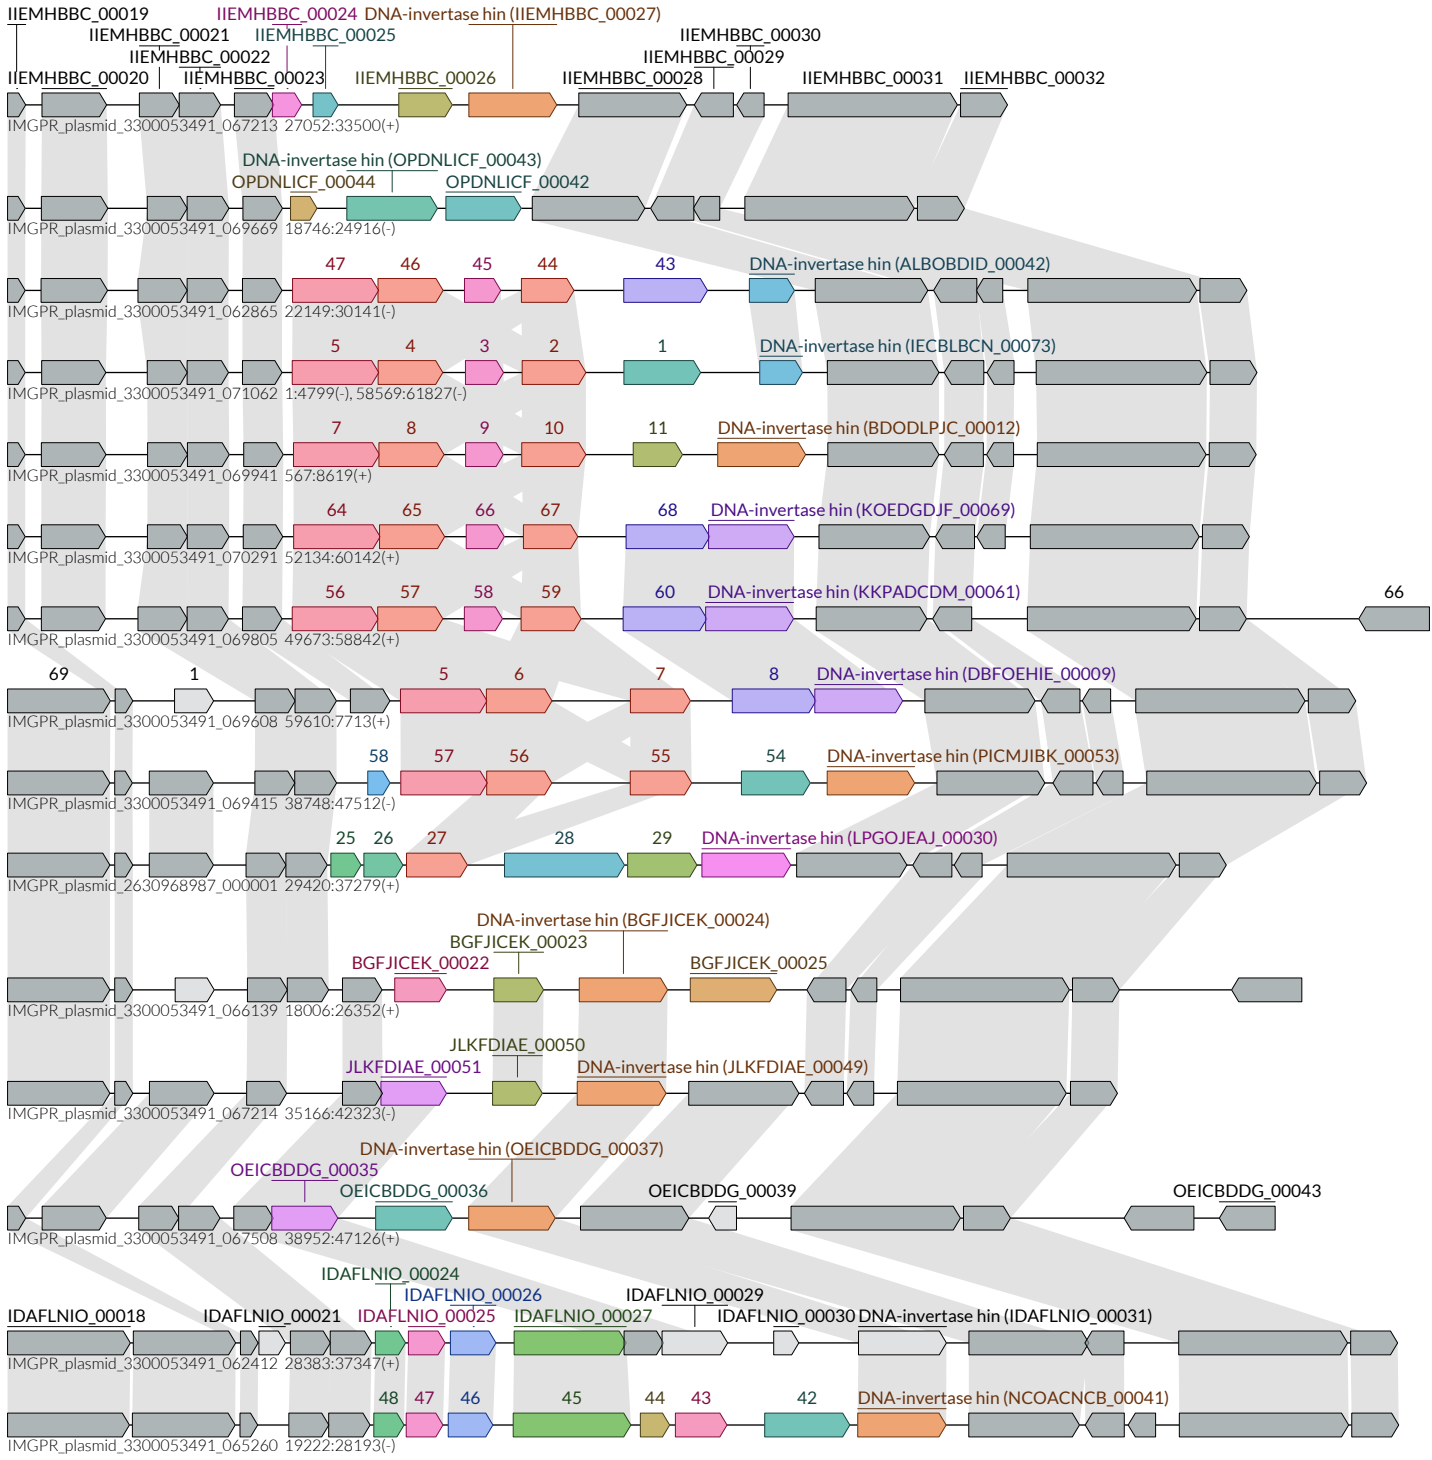 IIEMHBBC_00019 IIEMHBBC_00024 DNA-invertase hin (IIEMHBBC_00027)
IIEMHBBC_00021 IIEMHBBC_00025 IIEMHBBC_00030
IIEMHBBC_00022 IIEMHBBC_00029
IIEMHBBC_00020 IIEMHBBC_00023 IIEMHBBC_00026 IIEMHBBC_00028 IIEMHBBC_00031 IIEMHBBC_00032
IMGPR_plasmid_3300053491_067213 27052:33500(+)
DNA-invertase hin (OPDNLICF_00043)
OPDNLICF_00044 OPDNLICF_00042
IMGPR_plasmid_3300053491_069669 18746:24916(-)
47 46 45 44 43 DNA-invertase hin (ALBOBDID_00042)
IMGPR_plasmid_3300053491_062865 22149:30141(-)
5 4 3 2 1 DNA-invertase hin (IECBLBCN_00073)
IMGPR_plasmid_3300053491_071062 1:4799(-), 58569:61827(-)
7 8 9 10 11 DNA-invertase hin (BDODLPJC_00012)
IMGPR_plasmid_3300053491_069941 567:8619(+)
64 65 66 67 68 DNA-invertase hin (KOEDGDJF_00069)
IMGPR_plasmid_3300053491_070291 52134:60142(+)
56 57 58 59 60 DNA-invertase hin (KKPADCDM_00061) 66
IMGPR_plasmid_3300053491_069805 49673:58842(+)
69 1 5 6 7 8 DNA-invertase hin (DBFOEHIE_00009)
IMGPR_plasmid_3300053491_069608 59610:7713(+)
58 57 56 55 54 DNA-invertase hin (PICMJIBK_00053)
IMGPR_plasmid_3300053491_069415 38748:47512(-)
25 26 27 28 29 DNA-invertase hin (LPGOJEAJ_00030)
IMGPR_plasmid_2630968987_000001 29420:37279(+)
DNA-invertase hin (BGFJICEK_00024)
BGFJICEK_00023
BGFJICEK_00022 BGFJICEK_00025
IMGPR_plasmid_3300053491_066139 18006:26352(+)
JLKFDIAE_00050
JLKFDIAE_00051 DNA-invertase hin (JLKFDIAE_00049)
IMGPR_plasmid_3300053491_067214 35166:42323(-)
DNA-invertase hin (OEICBDDG_00037)
OEICBDDG_00035
OEICBDDG_00036 OEICBDDG_00039 OEICBDDG_00043
IMGPR_plasmid_3300053491_067508 38952:47126(+)
IDAFLNIO_00024
IDAFLNIO_00026 IDAFLNIO_00029
IDAFLNIO_00018 IDAFLNIO_00021 IDAFLNIO_00025 IDAFLNIO_00027 IDAFLNIO_00030 DNA-invertase hin (IDAFLNIO_00031)
IMGPR_plasmid_3300053491_062412 28383:37347(+)
48 47 46 45 44 43 42 DNA-invertase hin (NCOACNCB_00041)
IMGPR_plasmid_3300053491_065260 19222:28193(-)